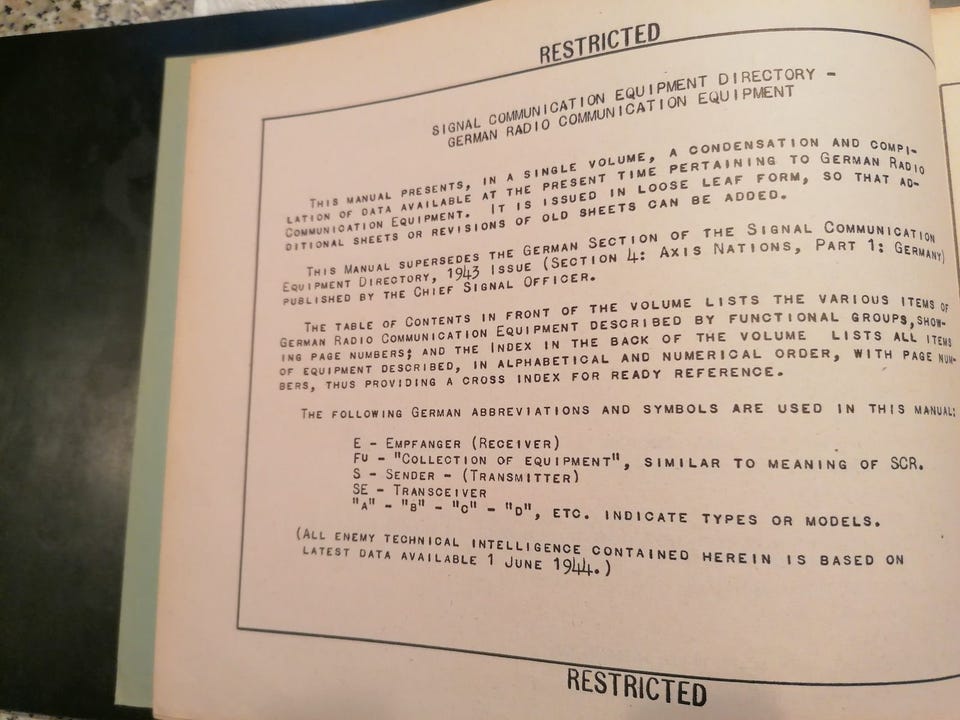 RESTRICTED
SIGNAL COMMUNICATION EQUIPMENT DIRECTORY -
GERMAN RADIO COMMUNICATION EQUIPMENT
THIS MANUAL PRESENTS, IN A SINGLE VOLUME, A CONDENSATION AND COMPI-
LATION OF DATA AVAILABLE AT THE PRESENT TIME PERTAINING TO GERMAN RADIO
COMMUNICATION EQUIPMENT. IT IS ISSUED IN LOOSE LEAF FORM, SO THAT AD-
DITIONAL SHEETS OR REVISIONS OF OLD SHEETS CAN BE ADDED.
THIS MANUAL SUPERSEDES THE GERMAN SECTION OF THE SIGNAL COMMUNICATION
EQUIPMENT DIRECTORY, 1943 ISSUE (SECTION 4: AXIS NATIONS, PART 1: GERMANY)
PUBLISHED BY THE CHIEF SIGNAL OFFICER.
THE TABLE OF CONTENTS IN FRONT OF THE VOLUME LISTS THE VARIOUS ITEMS OF
GERMAN RADIO COMMUNICATION EQUIPMENT DESCRIBED BY FUNCTIONAL GROUPS, SHOW-
ING PAGE NUMBERS; AND THE INDEX IN THE BACK OF THE VOLUME LISTS ALL ITEMS
OF EQUIPMENT DESCRIBED, IN ALPHABETICAL AND NUMERICAL ORDER, WITH PAGE NUM-
BERS, THUS PROVIDING A CROSS INDEX FOR READY REFERENCE.
THE FOLLOWING GERMAN ABBREVIATIONS AND SYMBOLS ARE USED IN THIS MANUAL:
E - EMPFANGER (RECEIVER)
FU - "COLLECTION OF EQUIPMENT", SIMILAR TO MEANING OF SCR.
S - SENDER - (TRANSMITTER)
SE - TRANSCEIVER
"A" - "B" - "C" - "D", ETC. INDICATE TYPES OR MODELS.
(ALL ENEMY TECHNICAL INTELLIGENCE CONTAINED HEREIN IS BASED ON
LATEST DATA AVAILABLE 1 JUNE 1944.)
RESTRICTED